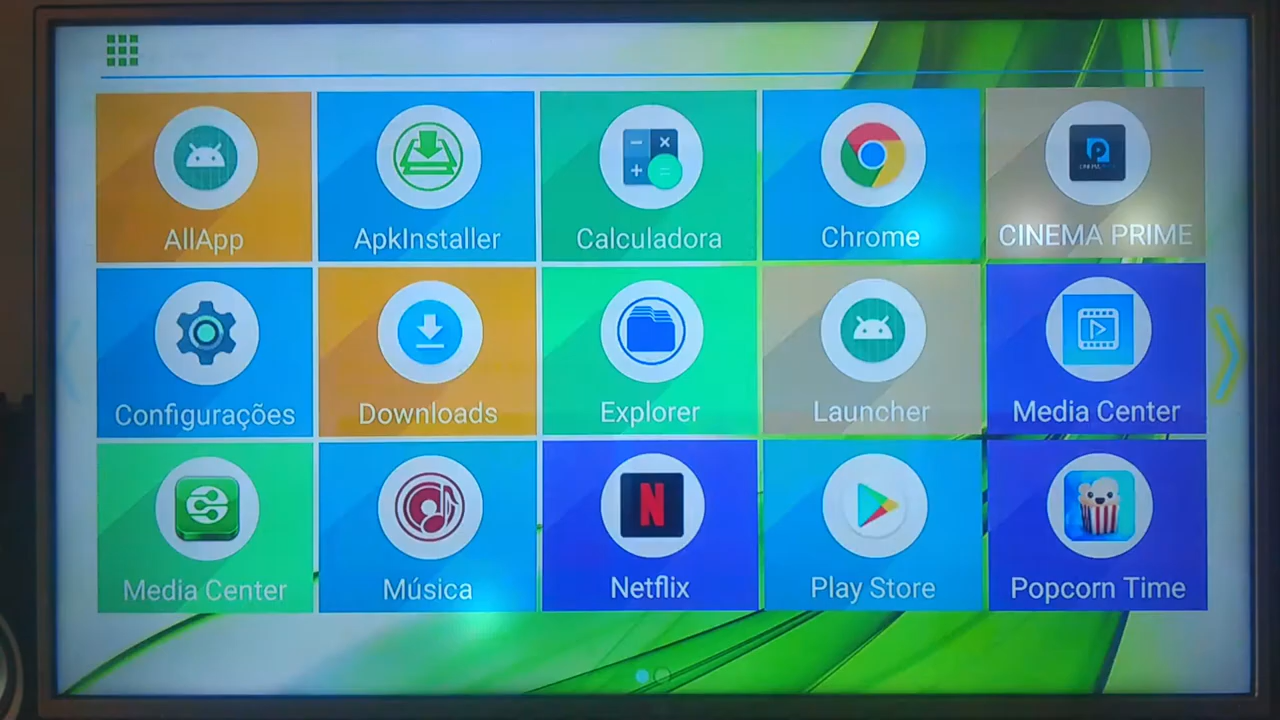 AllApp
ApkInstaller
Calculadora
Chrome
CINEMA PRIME
Configurações
Downloads
Explorer
Launcher
Media Center
Media Center
Música
N
Netflix
Play Store
Popcorn Time